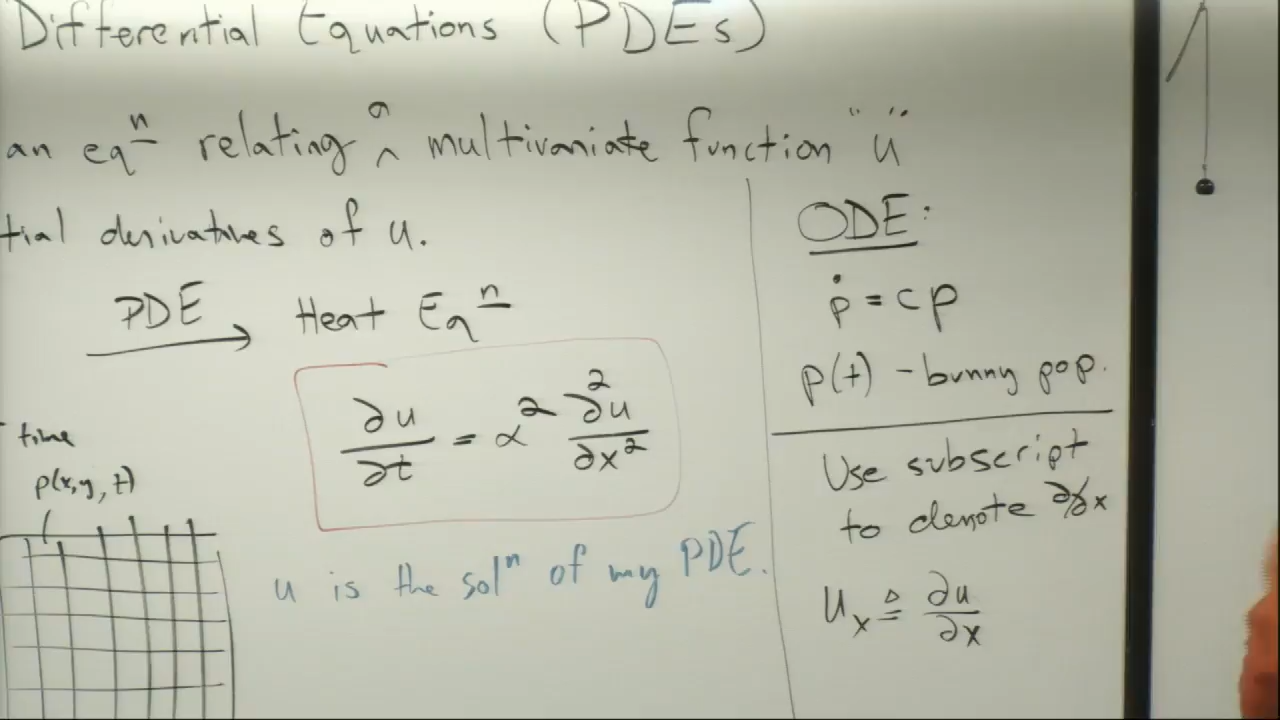 Differential Equations (PDEs)
an eqⁿ relating ^a multivariate function "u"
tial derivatives of u.
PDE → Heat Eqⁿ
∂u/∂t = α² ∂²u/∂x²
time
p(x,y,t)
u is the solⁿ of my PDE.
ODE:
ṗ = cp
p(t) - bunny pop.
Use subscript
to denote ∂/∂x
uₓ ≜ ∂u/∂x